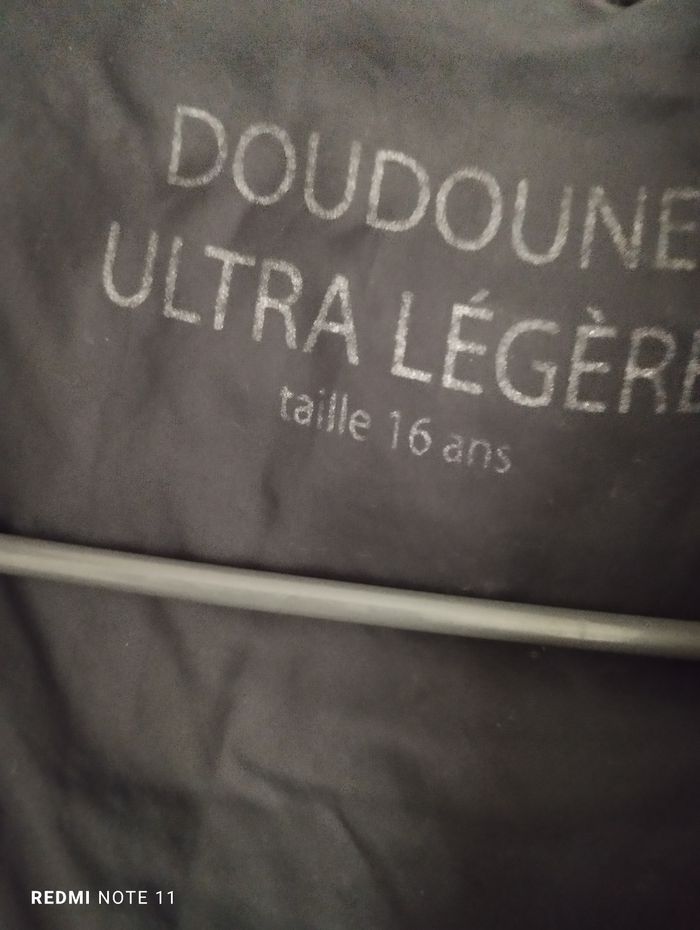 DOUDOUNE
ULTRA LÉGÈRE
taille 16 ans
REDMI NOTE 11